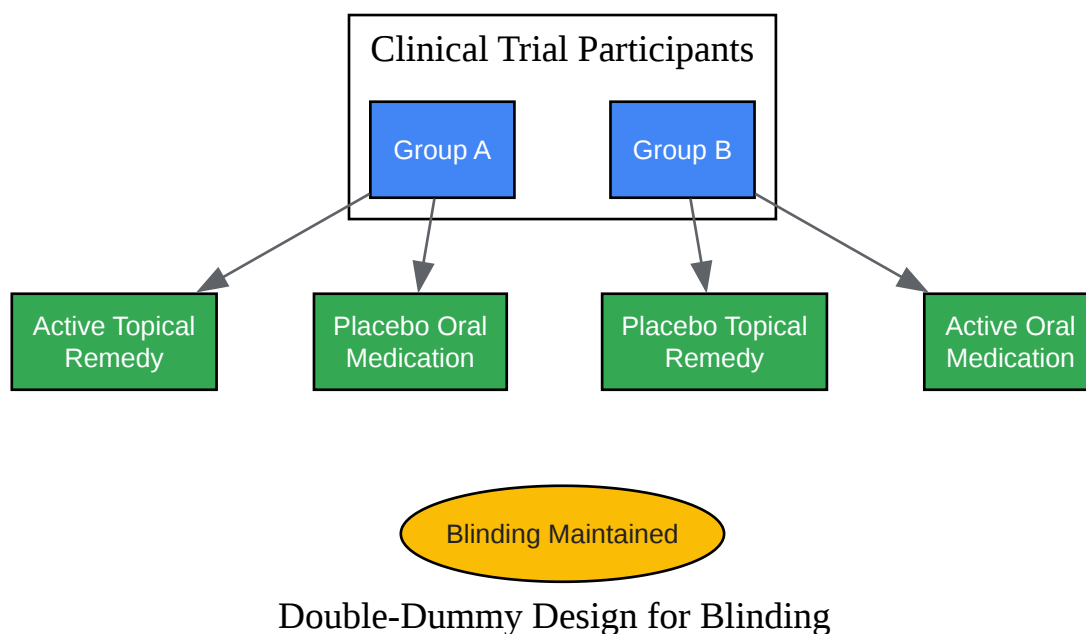 Clinical Trial Participants
Group A
Group B
Active Topical
Remedy
Placebo Oral
Medication
Placebo Topical
Remedy
Active Oral
Medication
Blinding Maintained
Double-Dummy Design for Blinding